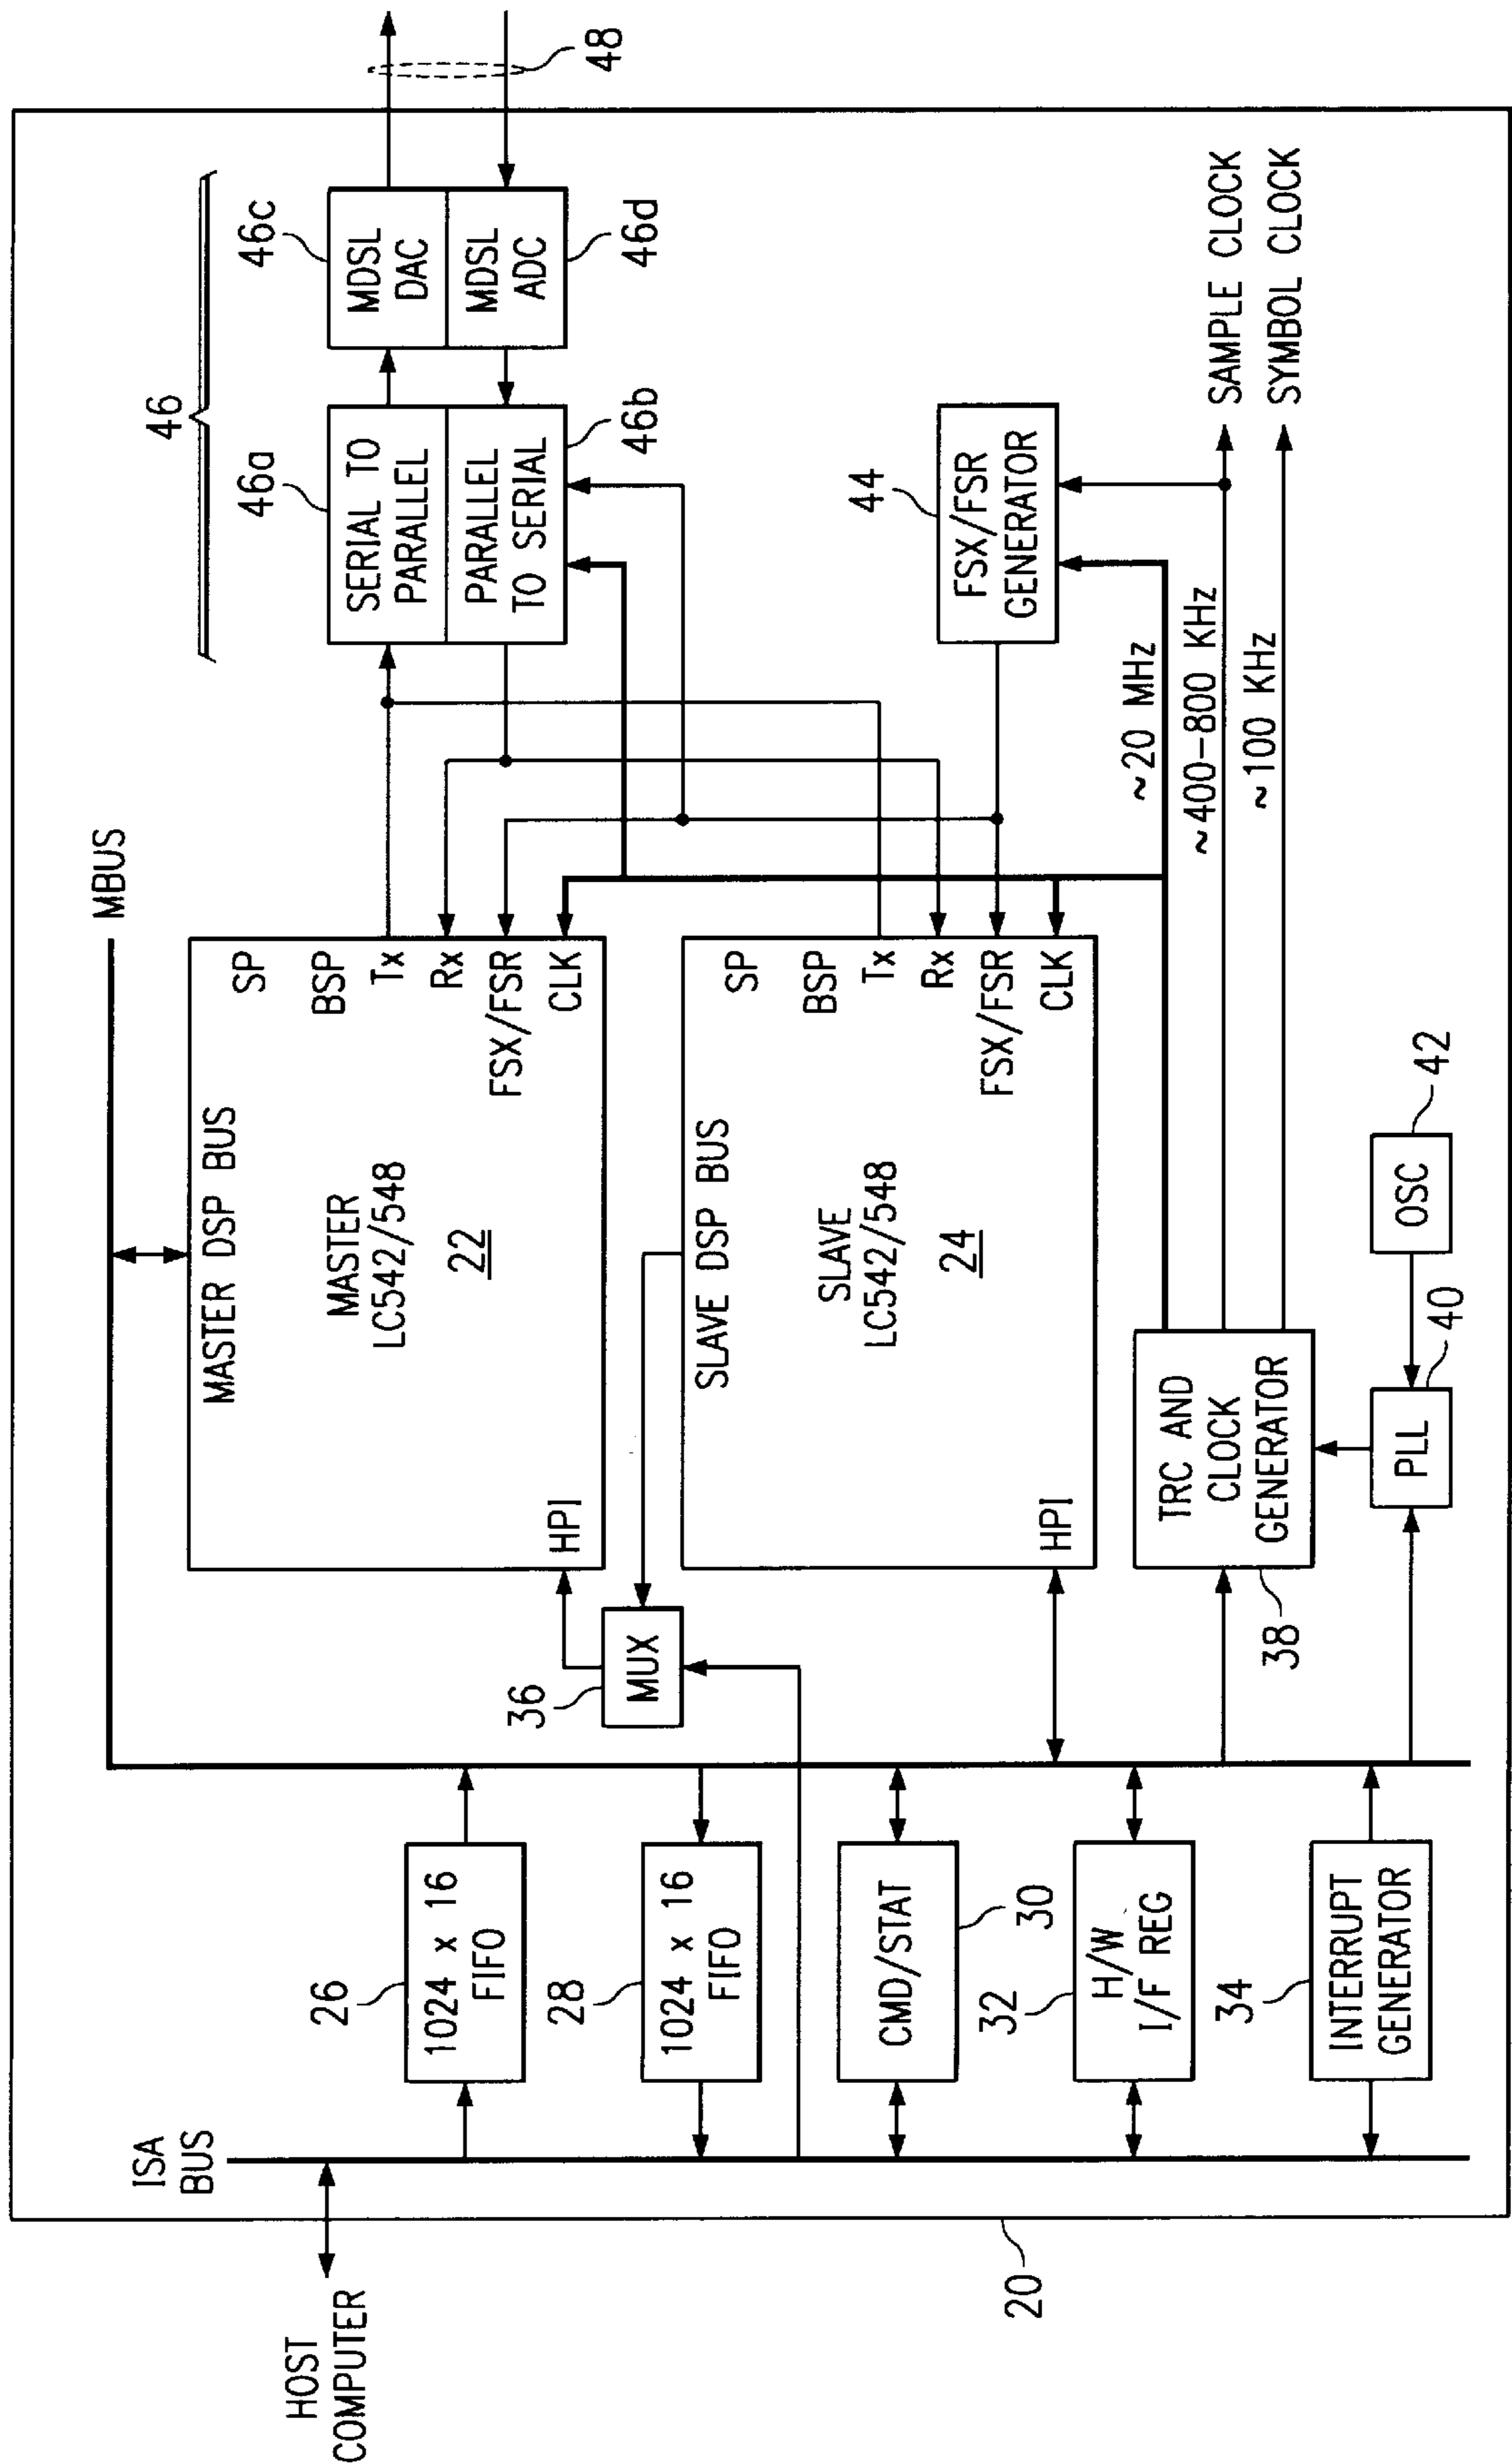 HOST
COMPUTER
20
ISA
BUS
26
1024 x 16
FIFO
28
1024 x 16
FIFO
CMD/STAT
30
32
H/W
I/F REG
34
INTERRUPT
GENERATOR
MBUS
36
MUX
MASTER DSP BUS
MASTER
LC542/548
22
HPI
SP
BSP
Tx
Rx
FSX/FSR
CLK
SLAVE DSP BUS
SLAVE
LC542/548
24
HPI
SP
BSP
Tx
Rx
FSX/FSR
CLK
TRC AND
CLOCK
GENERATOR
38
PLL
40
OSC
42
~20 MHz
~400-800 KHz
~100 KHz
44
FSX/FSR
GENERATOR
SAMPLE CLOCK
SYMBOL CLOCK
46
46a
SERIAL TO
PARALLEL
PARALLEL
TO SERIAL
46b
46c
MDSL
DAC
MDSL
ADC
46d
48